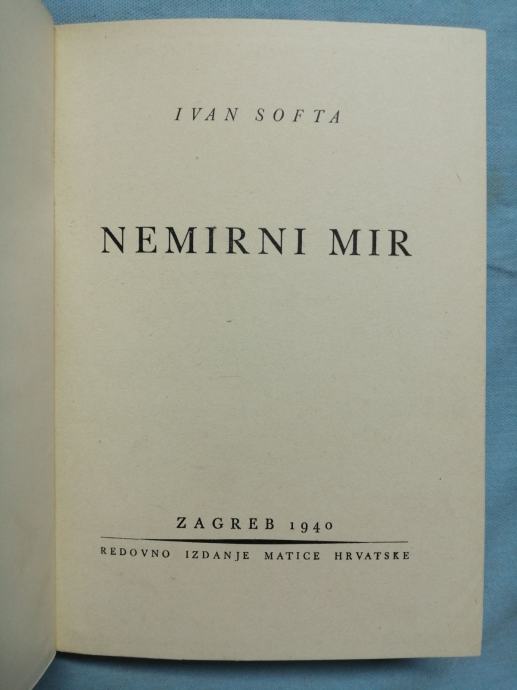 IVAN SOFTA
NEMIRNI MIR
ZAGREB 1940
REDOVNO IZDANJE MATICE HRVATSKE